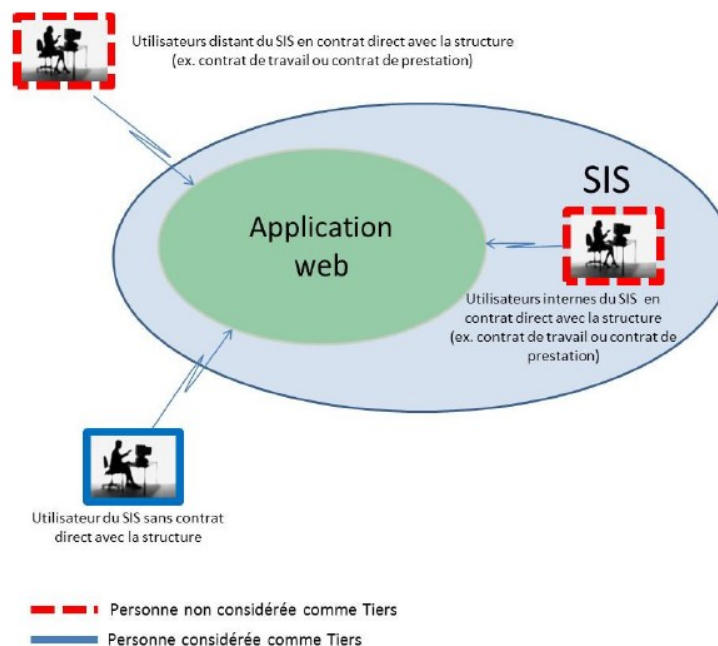 Utilisateurs distant du SIS en contrat direct avec la structure
(ex. contrat de travail ou contrat de prestation)
SIS
Application
web
Utilisateurs internes du SIS en
contrat direct avec la structure
(ex. contrat de travail ou contrat de
prestation)
Utilisateur du SIS sans contrat
direct avec la structure
Personne non considérée comme Tiers
Personne considérée comme Tiers